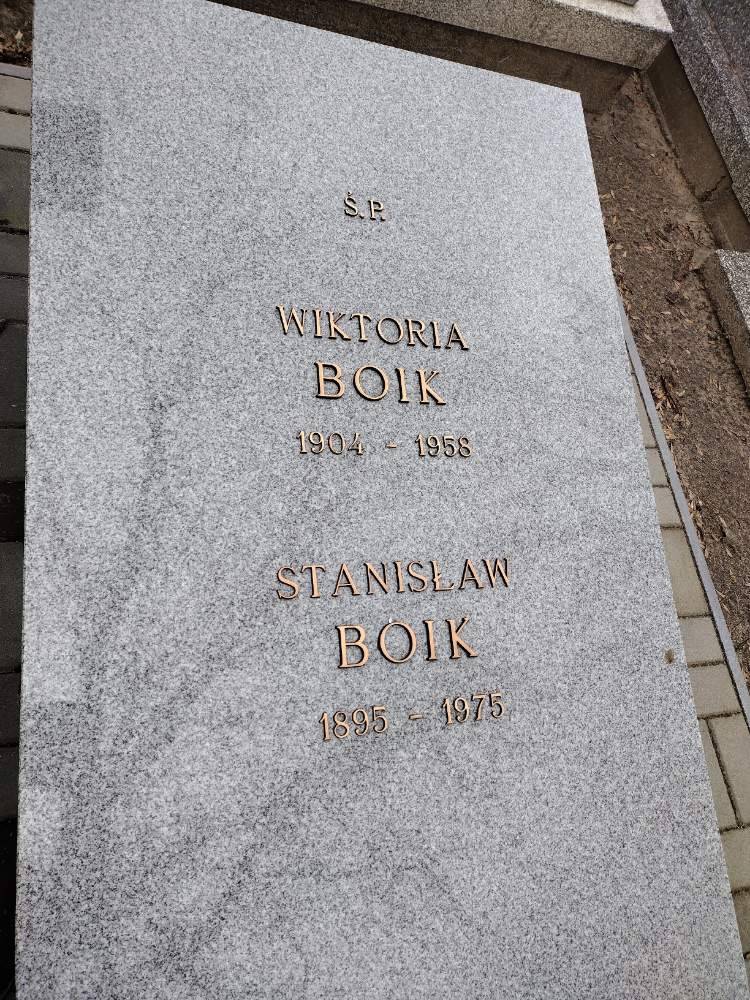 Ś.P.
WIKTORIA
BOIK
1904 - 1958
STANISŁAW
BOIK
1895 - 1975